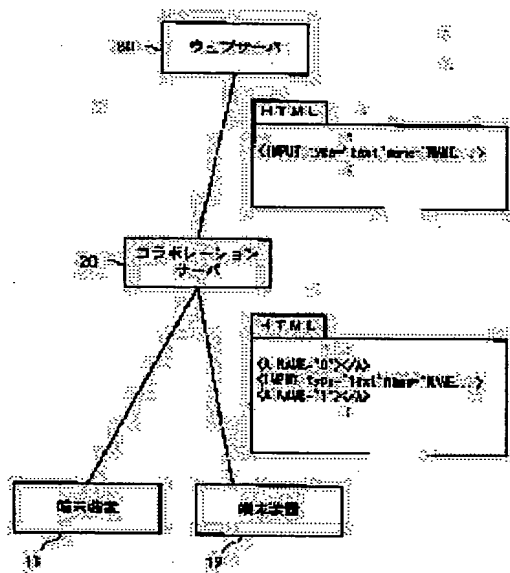 ウェブサーバ
HTML
<INPUT type="text" name="NAME...>
20
コラボレーション
サーバ
HTML
<A NAME="0"></A>
<INPUT type="text" name="NAME...>
<A NAME="1"></A>
端末装置
端末装置
12